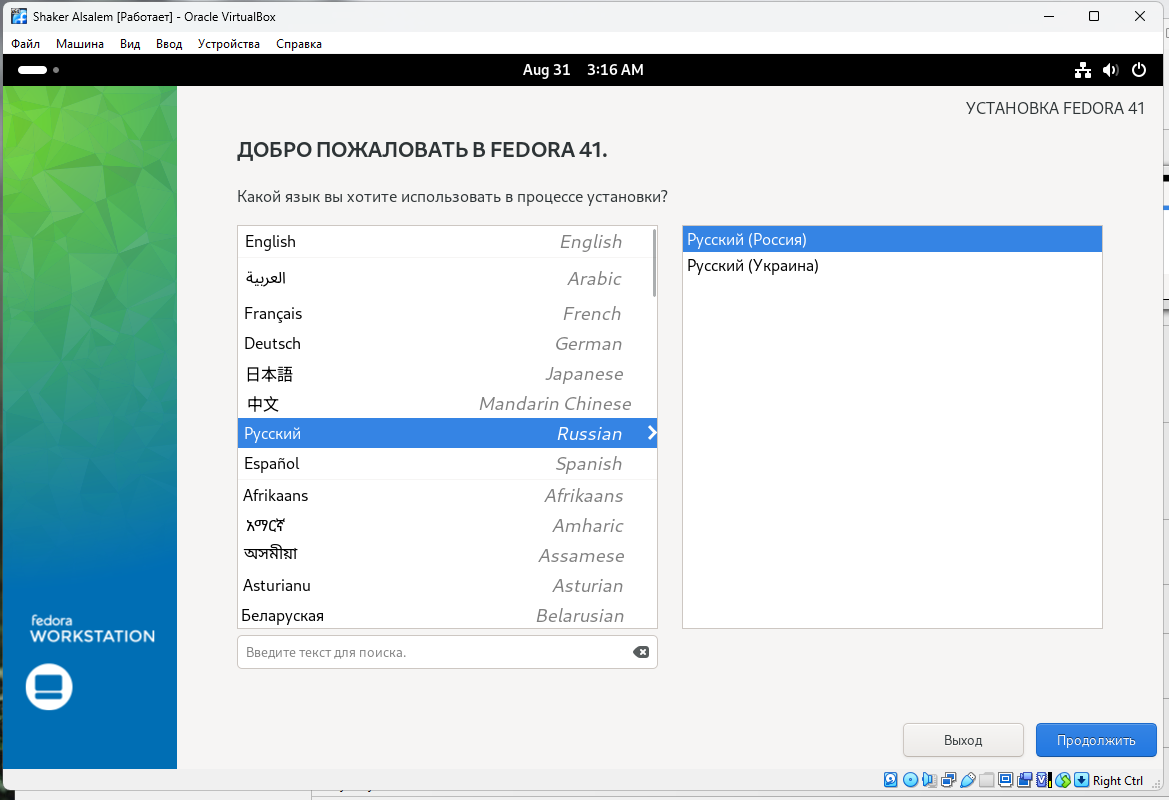 Shaker Alsalem [Работает] - Oracle VirtualBox
Файл Машина Вид Ввод Устройства Справка
Aug 31 3:16 AM
УСТАНОВКА FEDORA 41
ДОБРО ПОЖАЛОВАТЬ В FEDORA 41.
Какой язык вы хотите использовать в процессе установки?
English English
العربية Arabic
Français French
Deutsch German
日本語 Japanese
中文 Mandarin Chinese
Русский Russian
Español Spanish
Afrikaans Afrikaans
አማርኛ Amharic
অসমীয়া Assamese
Asturianu Asturian
Беларуская Belarusian
Русский (Россия)
Русский (Украина)
Введите текст для поиска.
fedora
WORKSTATION
Выход Продолжить
Right Ctrl